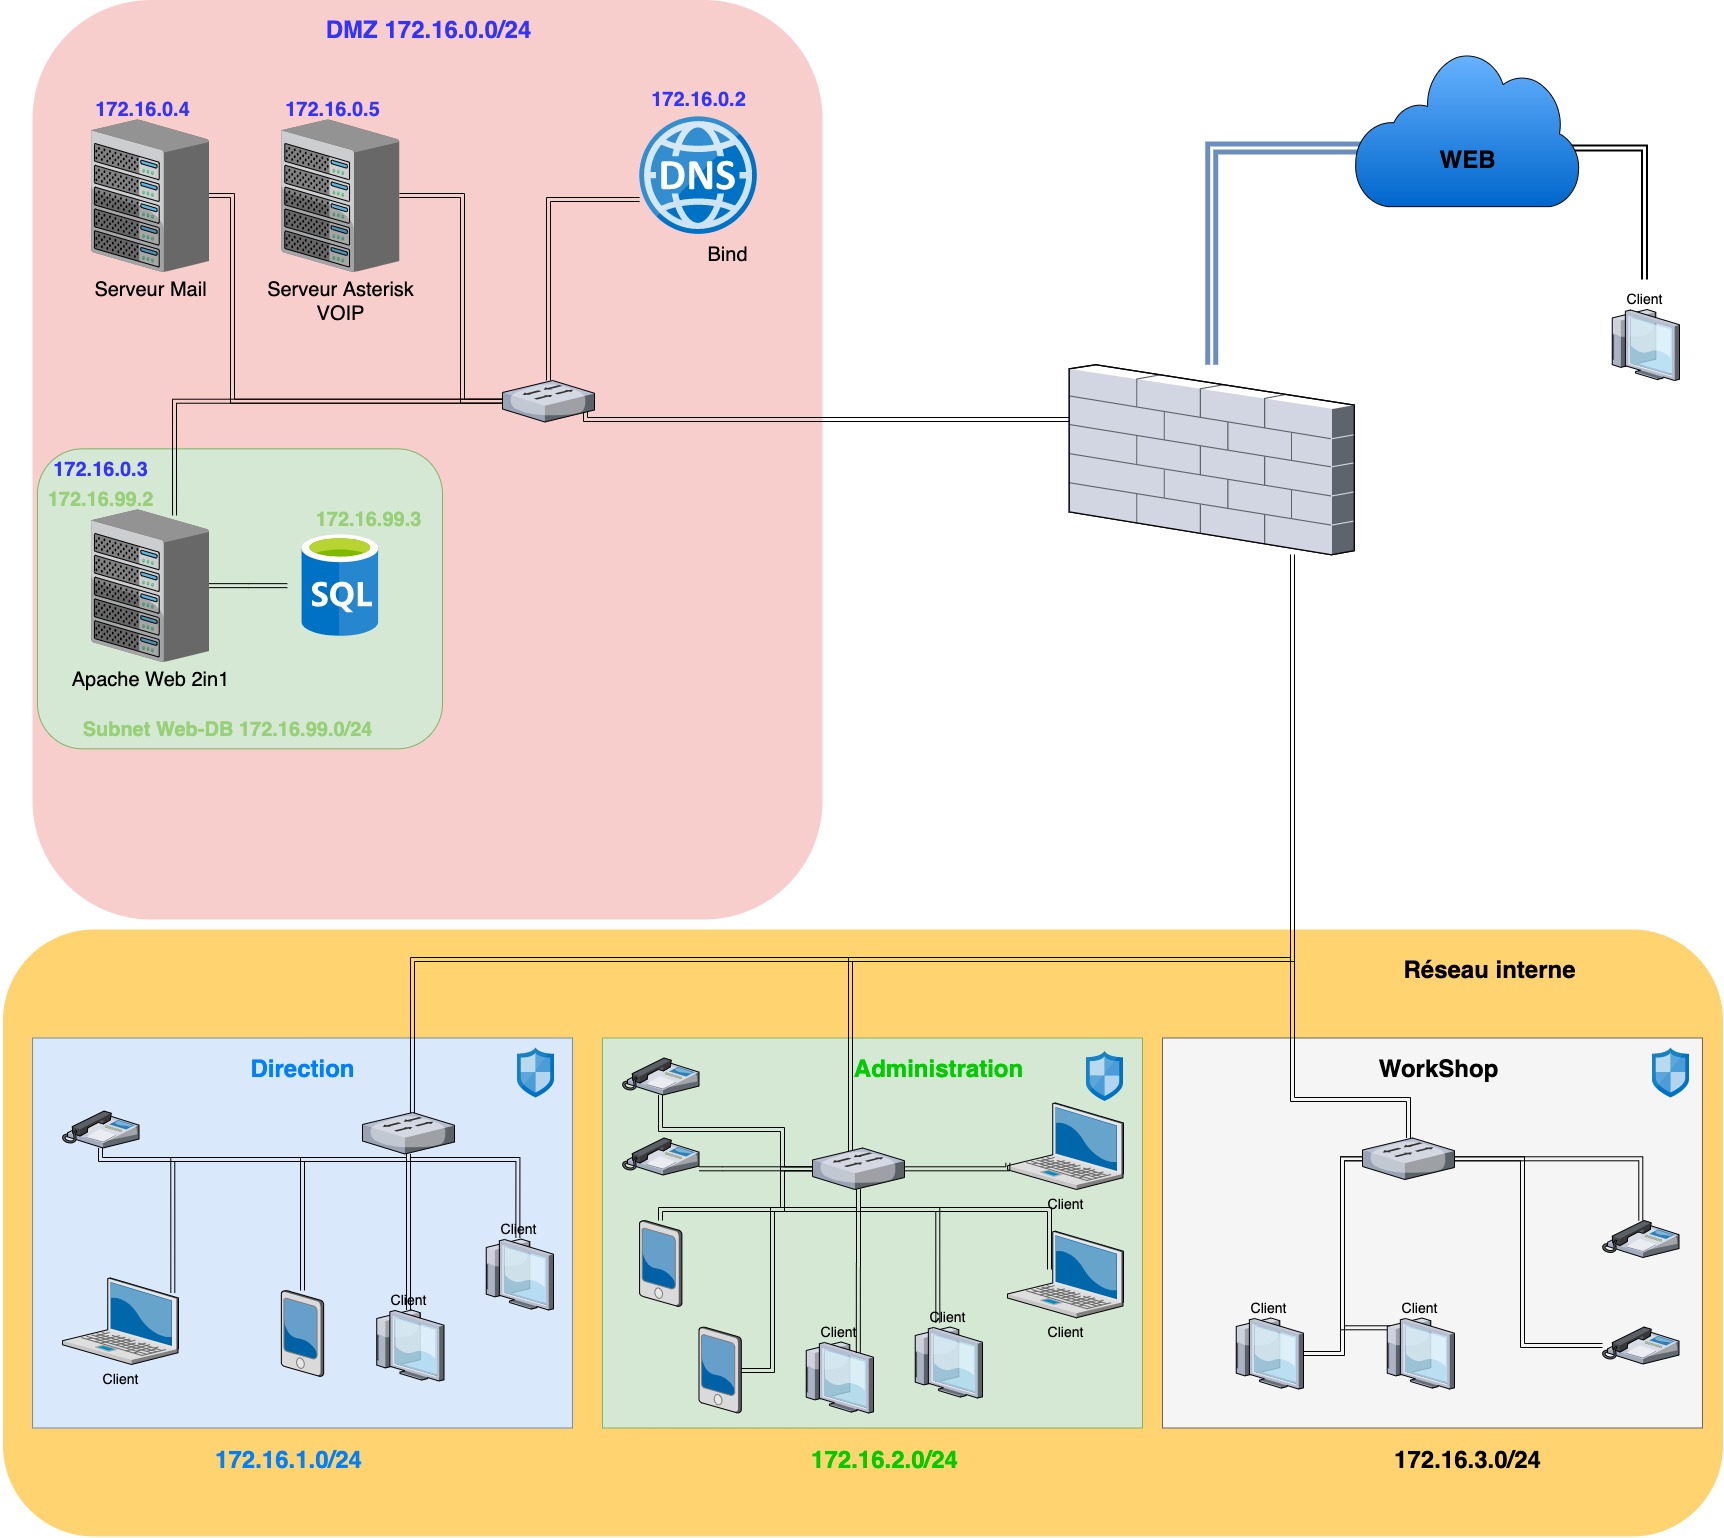 DMZ 172.16.0.0/24
172.16.0.4
172.16.0.5
172.16.0.2
DNS
Bind
Serveur Mail
Serveur Asterisk
VOIP
WEB
Client
172.16.0.3
172.16.99.2
172.16.99.3
SQL
Apache Web 2in1
Subnet Web-DB 172.16.99.0/24
Réseau interne
Direction
Client
Client
Client
172.16.1.0/24
Administration
Client
Client
Client
Client
172.16.2.0/24
WorkShop
Client
Client
172.16.3.0/24